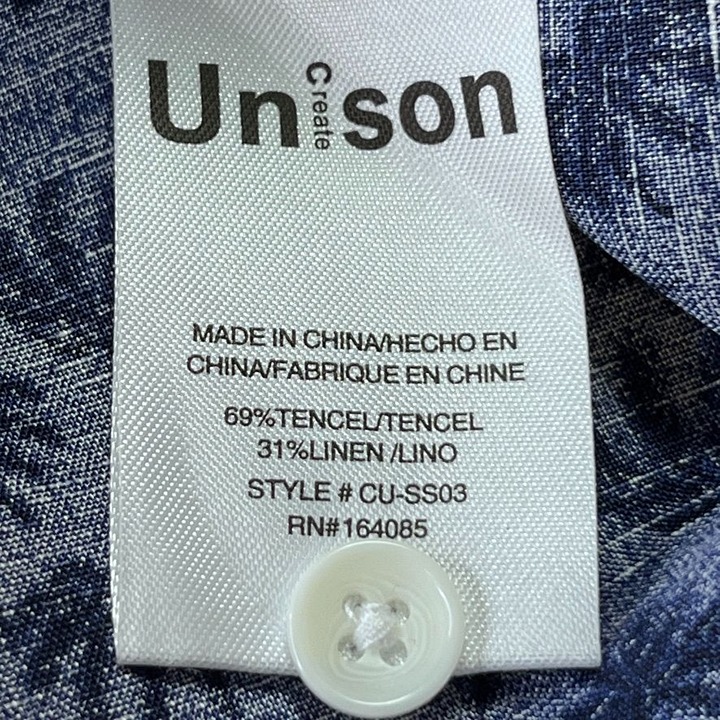 Unison
Create
MADE IN CHINA/HECHO EN
CHINA/FABRIQUE EN CHINE
69%TENCEL/TENCEL
31%LINEN /LINO
STYLE # CU-SS03
RN#164085